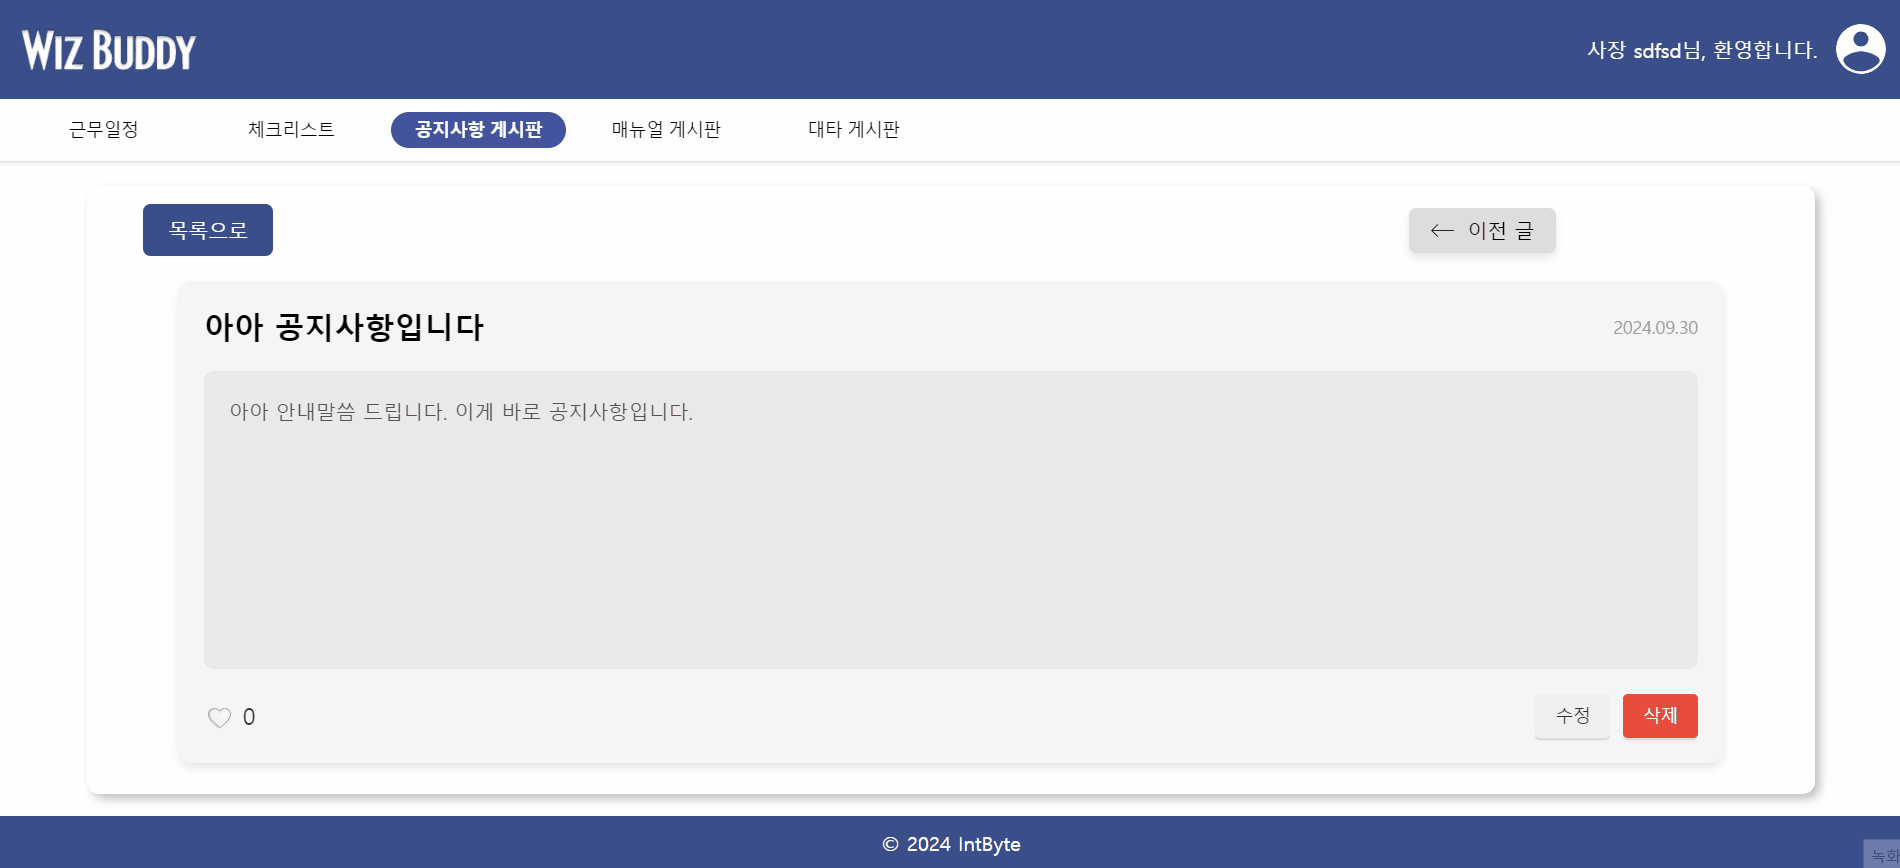 WIZ BUDDY
사장 sdfsd님, 환영합니다.
근무일정
체크리스트
공지사항 게시판
매뉴얼 게시판
대타 게시판
목록으로
← 이전 글
아아 공지사항입니다
2024.09.30
아아 안내말씀 드립니다. 이게 바로 공지사항입니다.
0
수정
삭제
© 2024 IntByte
녹화